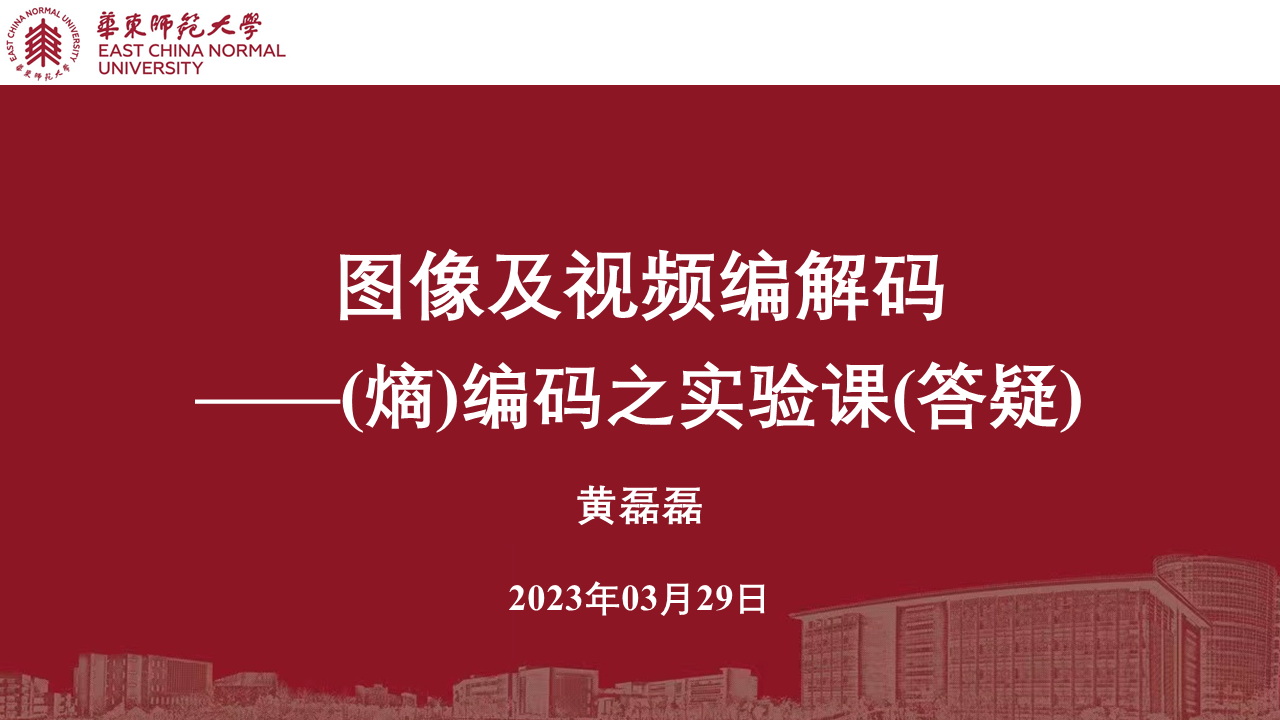 EAST CHINA NORMAL UNIVERSITY
華東師范大學
華東師范大學
EAST CHINA NORMAL
UNIVERSITY
图像及视频编解码
——(熵)编码之实验课(答疑)
黄磊磊
2023年03月29日